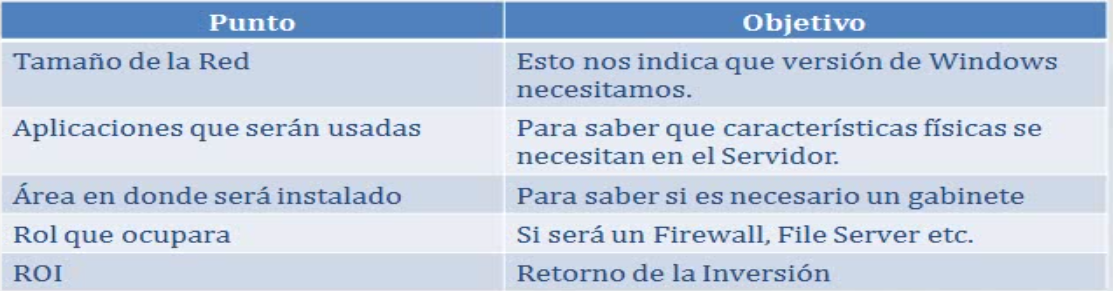 Punto Objetivo
Tamaño de la Red Esto nos indica que versión de Windows
necesitamos.
Aplicaciones que serán usadas Para saber que características físicas se
necesitan en el Servidor.
Área en donde será instalado Para saber si es necesario un gabinete
Rol que ocupara Si será un Firewall, File Server etc.
ROI Retorno de la Inversión